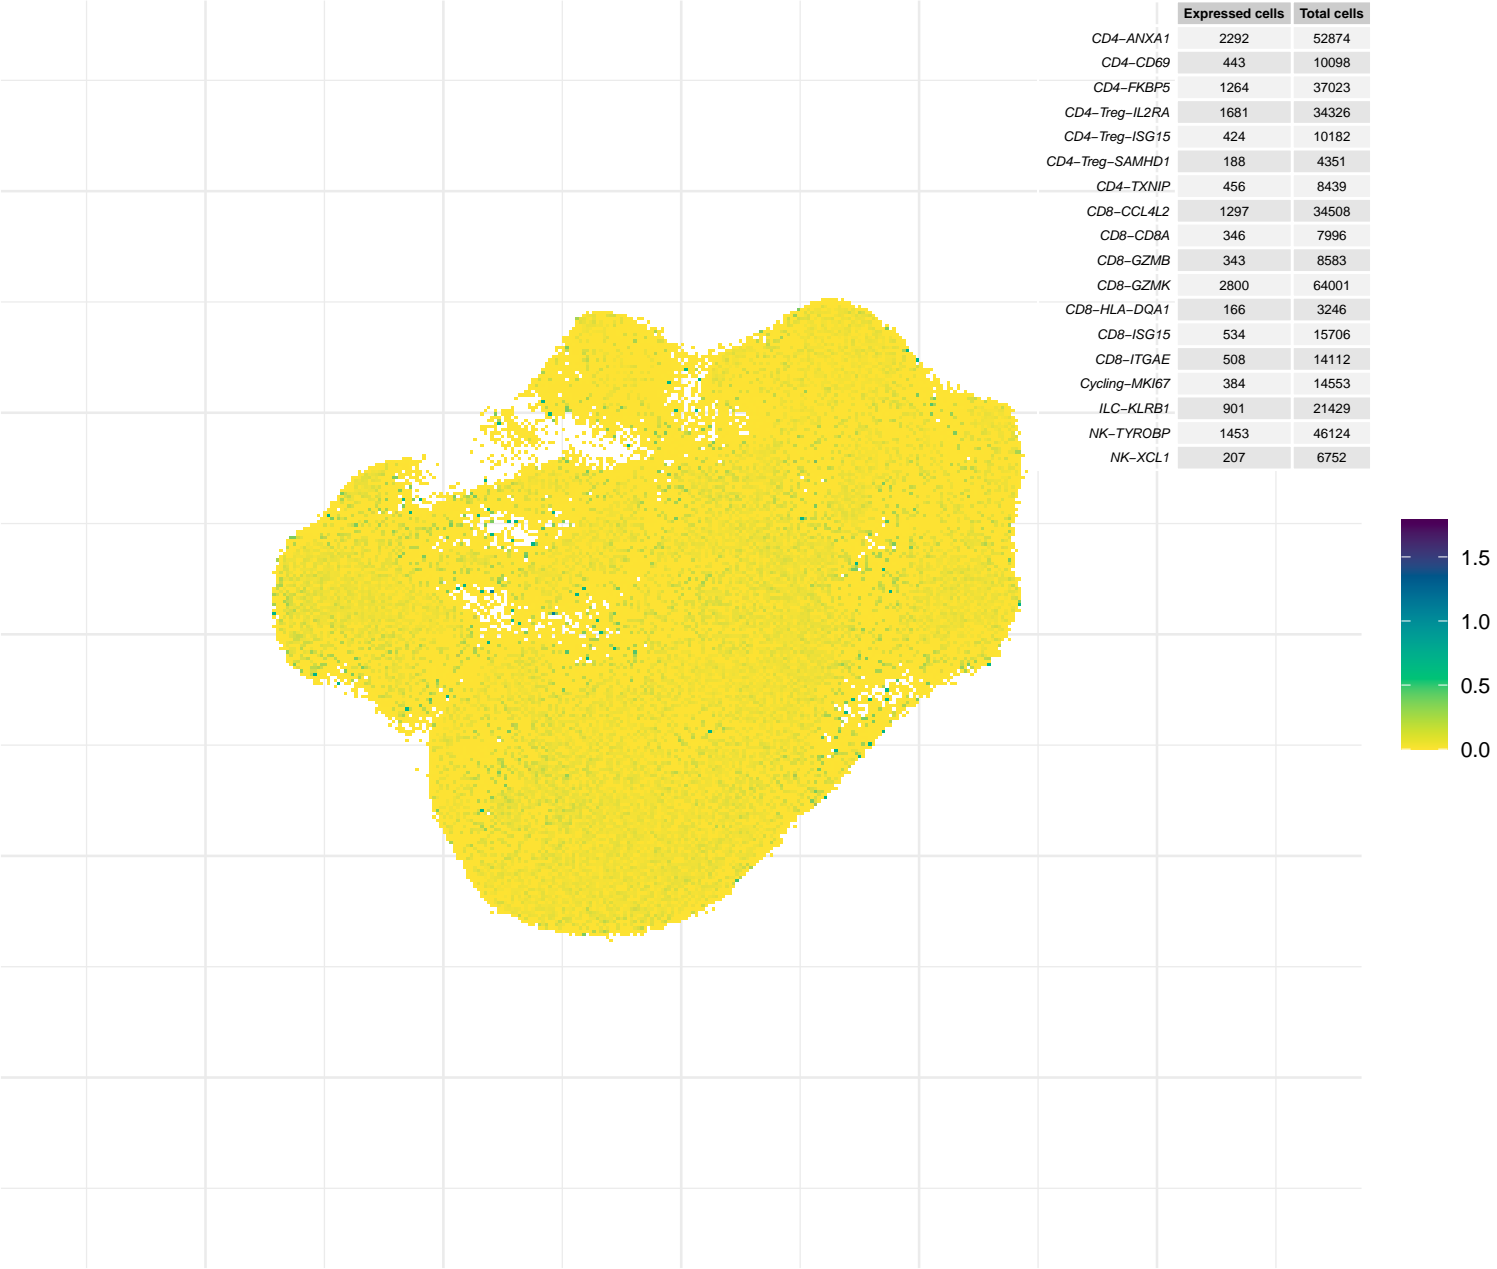 Expressed cells Total cells
CD4−ANXA1 2292 52874
CD4−CD69 443 10098
CD4−FKBP5 1264 37023
CD4−Treg−IL2RA 1681 34326
CD4−Treg−ISG15 424 10182
CD4−Treg−SAMHD1 188 4351
CD4−TXNIP 456 8439
CD8−CCL4L2 1297 34508
CD8−CD8A 346 7996
CD8−GZMB 343 8583
CD8−GZMK 2800 64001
CD8−HLA−DQA1 166 3246
CD8−ISG15 534 15706
CD8−ITGAE 508 14112
Cycling−MKI67 384 14553
ILC−KLRB1 901 21429
NK−TYROBP 1453 46124
NK−XCL1 207 6752
1.5
1.0
0.5
0.0